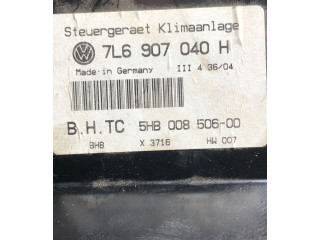 Steuergeraet Klimaanlage
7L6 907 040 H
Made in Germany III 4 36/04
B.H.TC 5HB 008 506-00
BHB X 3716 HW 007